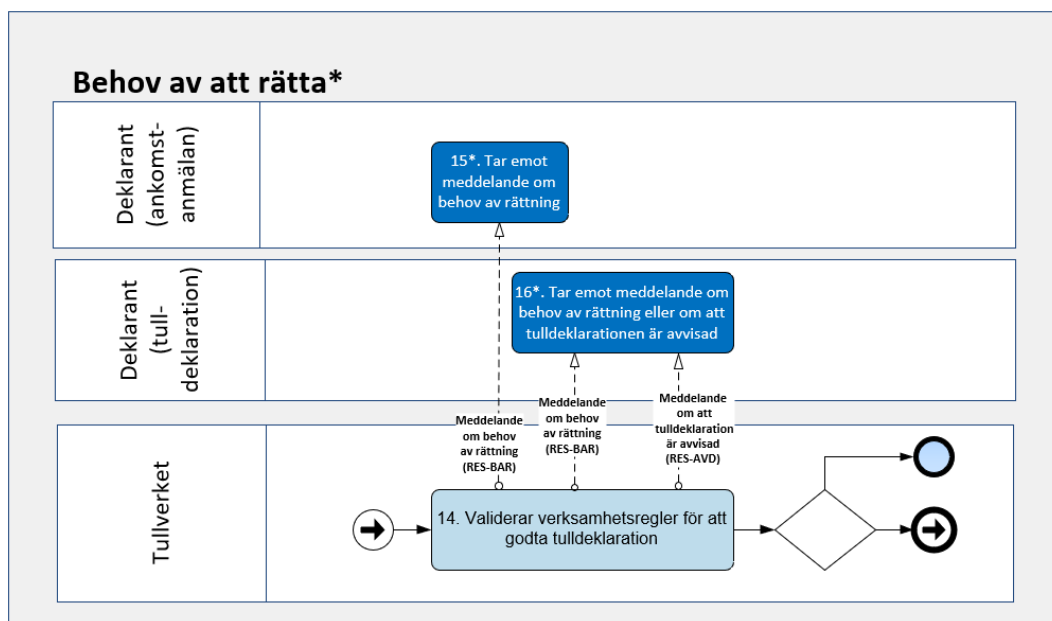 Behov av att rätta*
Deklarant
(ankomst-
anmälan)
15*. Tar emot
meddelande om
behov av rättning
Deklarant
(tull-
deklaration)
16*. Tar emot meddelande om
behov av rättning eller om att
tulldeklarationen är avvisad
Meddelande
om behov
av rättning
(RES-BAR)
Meddelande
om behov
av rättning
(RES-BAR)
Meddelande
om att
tulldeklaration
är avvisad
(RES-AVD)
Tullverket
14. Validerar verksamhetsregler för att
godta tulldeklaration